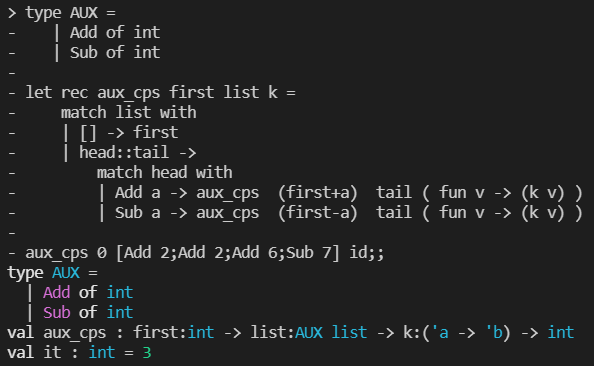 > type AUX =
-    | Add of int
-    | Sub of int
-
- let rec aux_cps first list k =
-     match list with
-     | [] -> first
-     | head::tail ->
-         match head with
-         | Add a -> aux_cps  (first+a)  tail ( fun v -> (k v) )
-         | Sub a -> aux_cps  (first-a)  tail ( fun v -> (k v) )
-
- aux_cps 0 [Add 2;Add 2;Add 6;Sub 7] id;;
type AUX =
  | Add of int
  | Sub of int
val aux_cps : first:int -> list:AUX list -> k:('a -> 'b) -> int
val it : int = 3